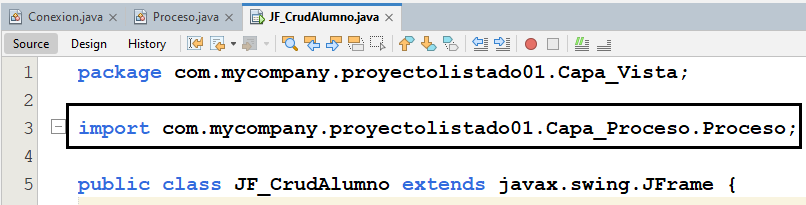 Conexion.java Proceso.java JF_CrudAlumno.java
Source Design History
1 package com.mycompany.proyectolistado01.Capa_Vista;
2
3 import com.mycompany.proyectolistado01.Capa_Proceso.Proceso;
4
5 public class JF_CrudAlumno extends javax.swing.JFrame {